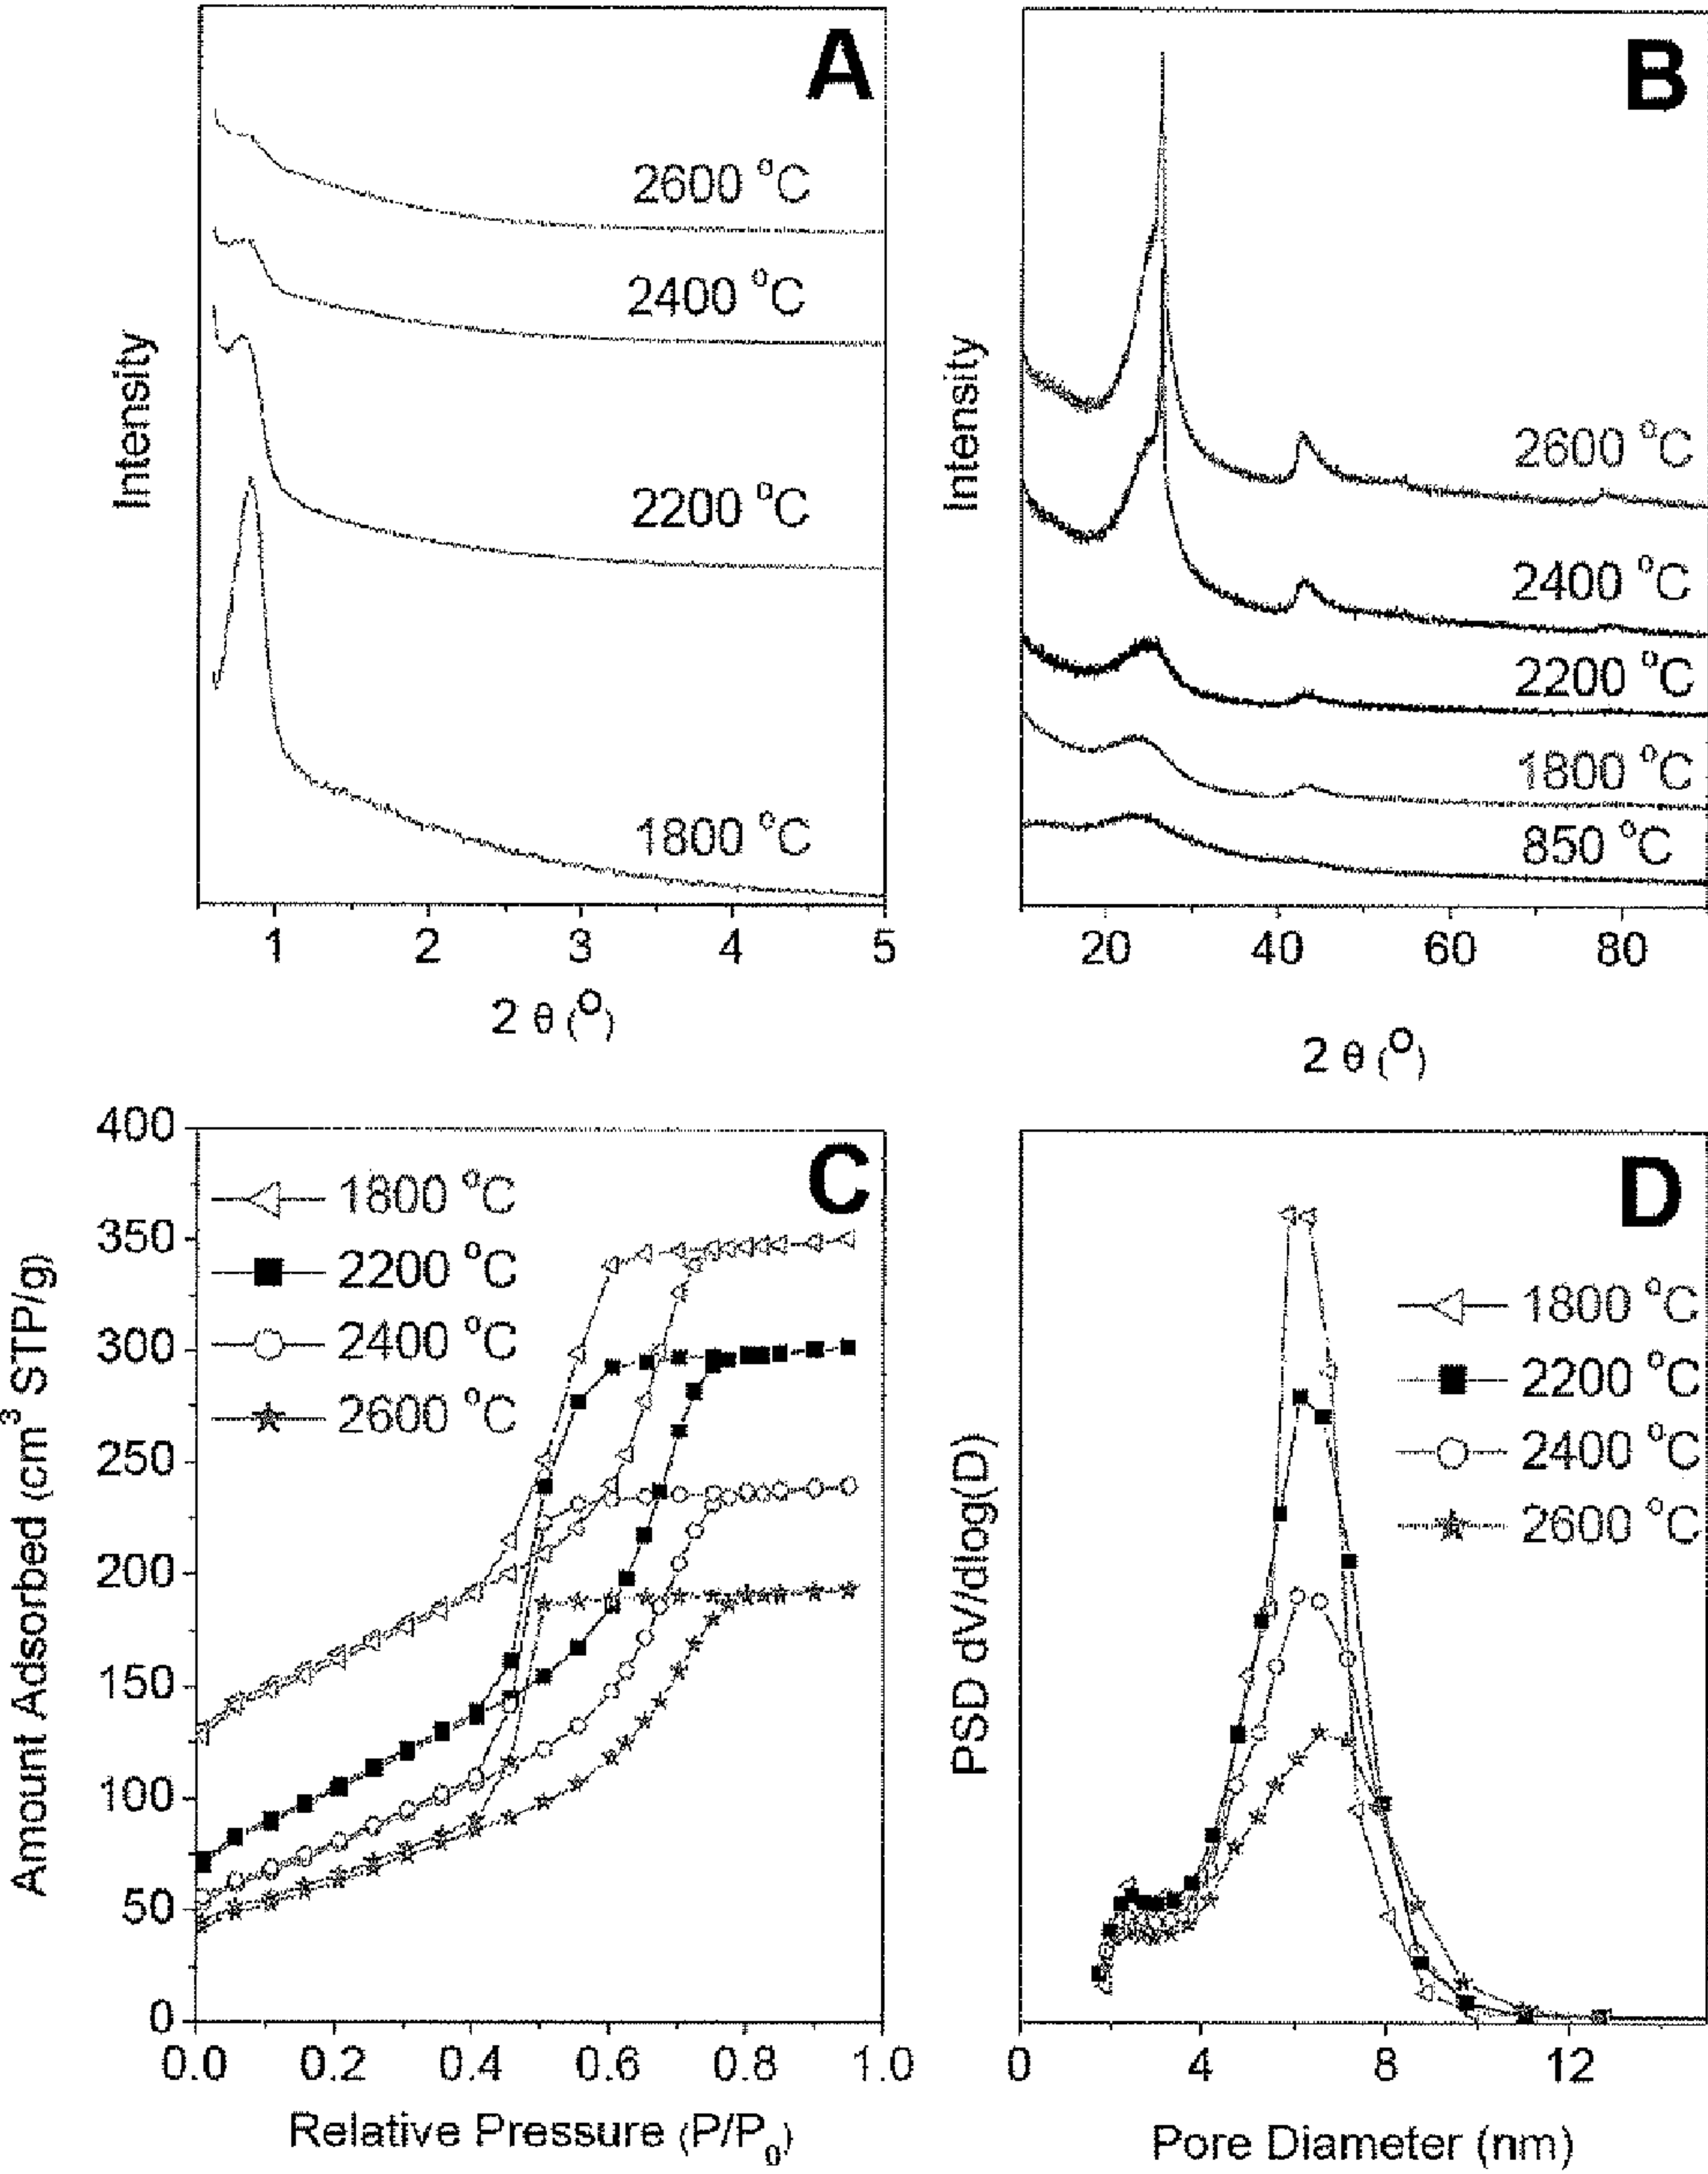 A
2600 °C
2400 °C
2200 °C
1800 °C
Intensity
1
2
3
4
5
2 θ (°)
B
2600 °C
2400 °C
2200 °C
1800 °C
850 °C
Intensity
20
40
60
80
2 θ (°)
C
1800 °C
2200 °C
2400 °C
2600 °C
400
350
300
250
200
150
100
50
0
Amount Adsorbed (cm³ STP/g)
0.0
0.2
0.4
0.6
0.8
1.0
Relative Pressure (P/P₀)
D
1800 °C
2200 °C
2400 °C
2600 °C
PSD dV/dlog(D)
0
4
8
12
Pore Diameter (nm)